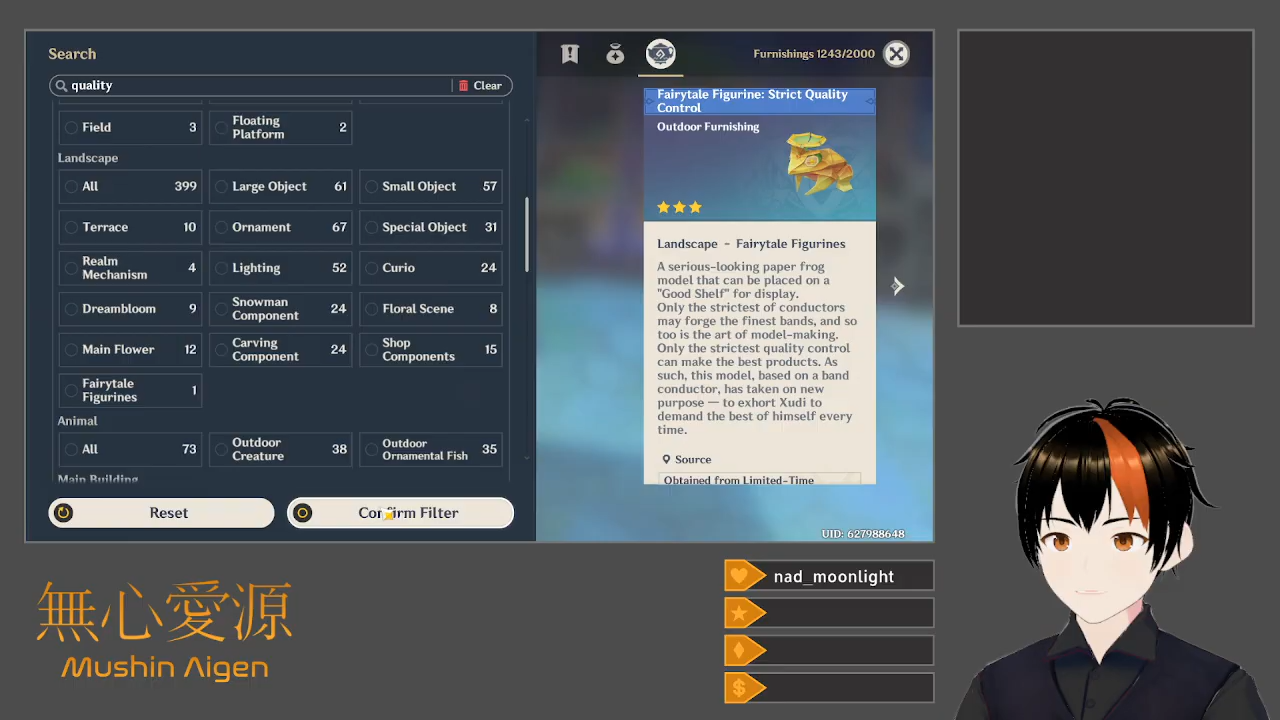 Search
quality
Clear
Field 3
Floating Platform 2
Landscape
All 399
Large Object 61
Small Object 57
Terrace 10
Ornament 67
Special Object 31
Realm Mechanism 4
Lighting 52
Curio 24
Dreambloom 9
Snowman Component 24
Floral Scene 8
Main Flower 12
Carving Component 24
Shop Components 15
Fairytale Figurines 1
Animal
All 73
Outdoor Creature 38
Outdoor Ornamental Fish 35
Main Building
Reset
Confirm Filter
Furnishings 1243/2000
Fairytale Figurine: Strict Quality
Control
Outdoor Furnishing
Landscape - Fairytale Figurines
A serious-looking paper frog
model that can be placed on a
"Good Shelf" for display.
Only the strictest of conductors
may forge the finest bands, and so
too is the art of model-making.
Only the strictest quality control
can make the best products. As
such, this model, based on a band
conductor, has taken on new
purpose — to exhort Xudi to
demand the best of himself every
time.
Source
Obtained from Limited-Time
UID: 627988648
無心愛源
Mushin Aigen
nad_moonlight